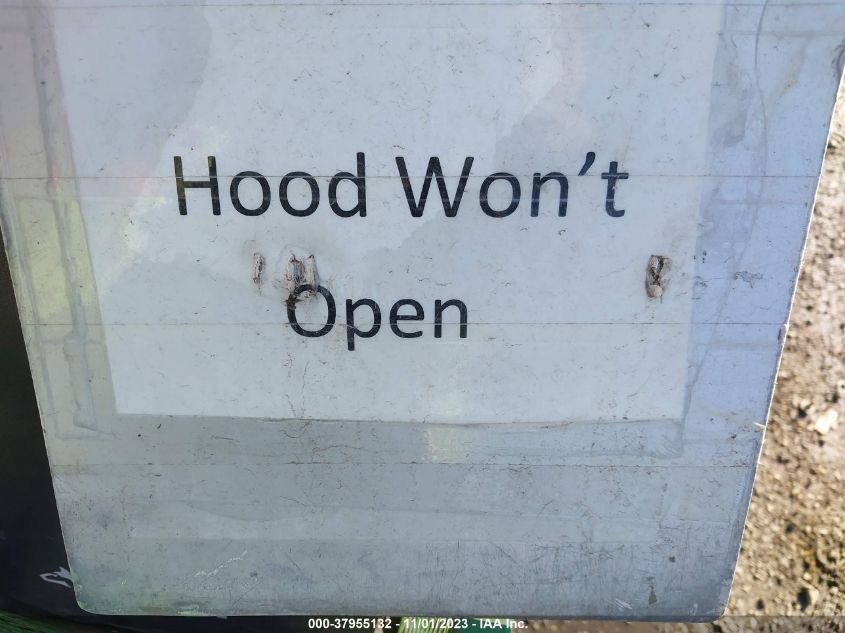 Hood Won't
Open
000-37955132 - 11/01/2023 - IAA Inc.